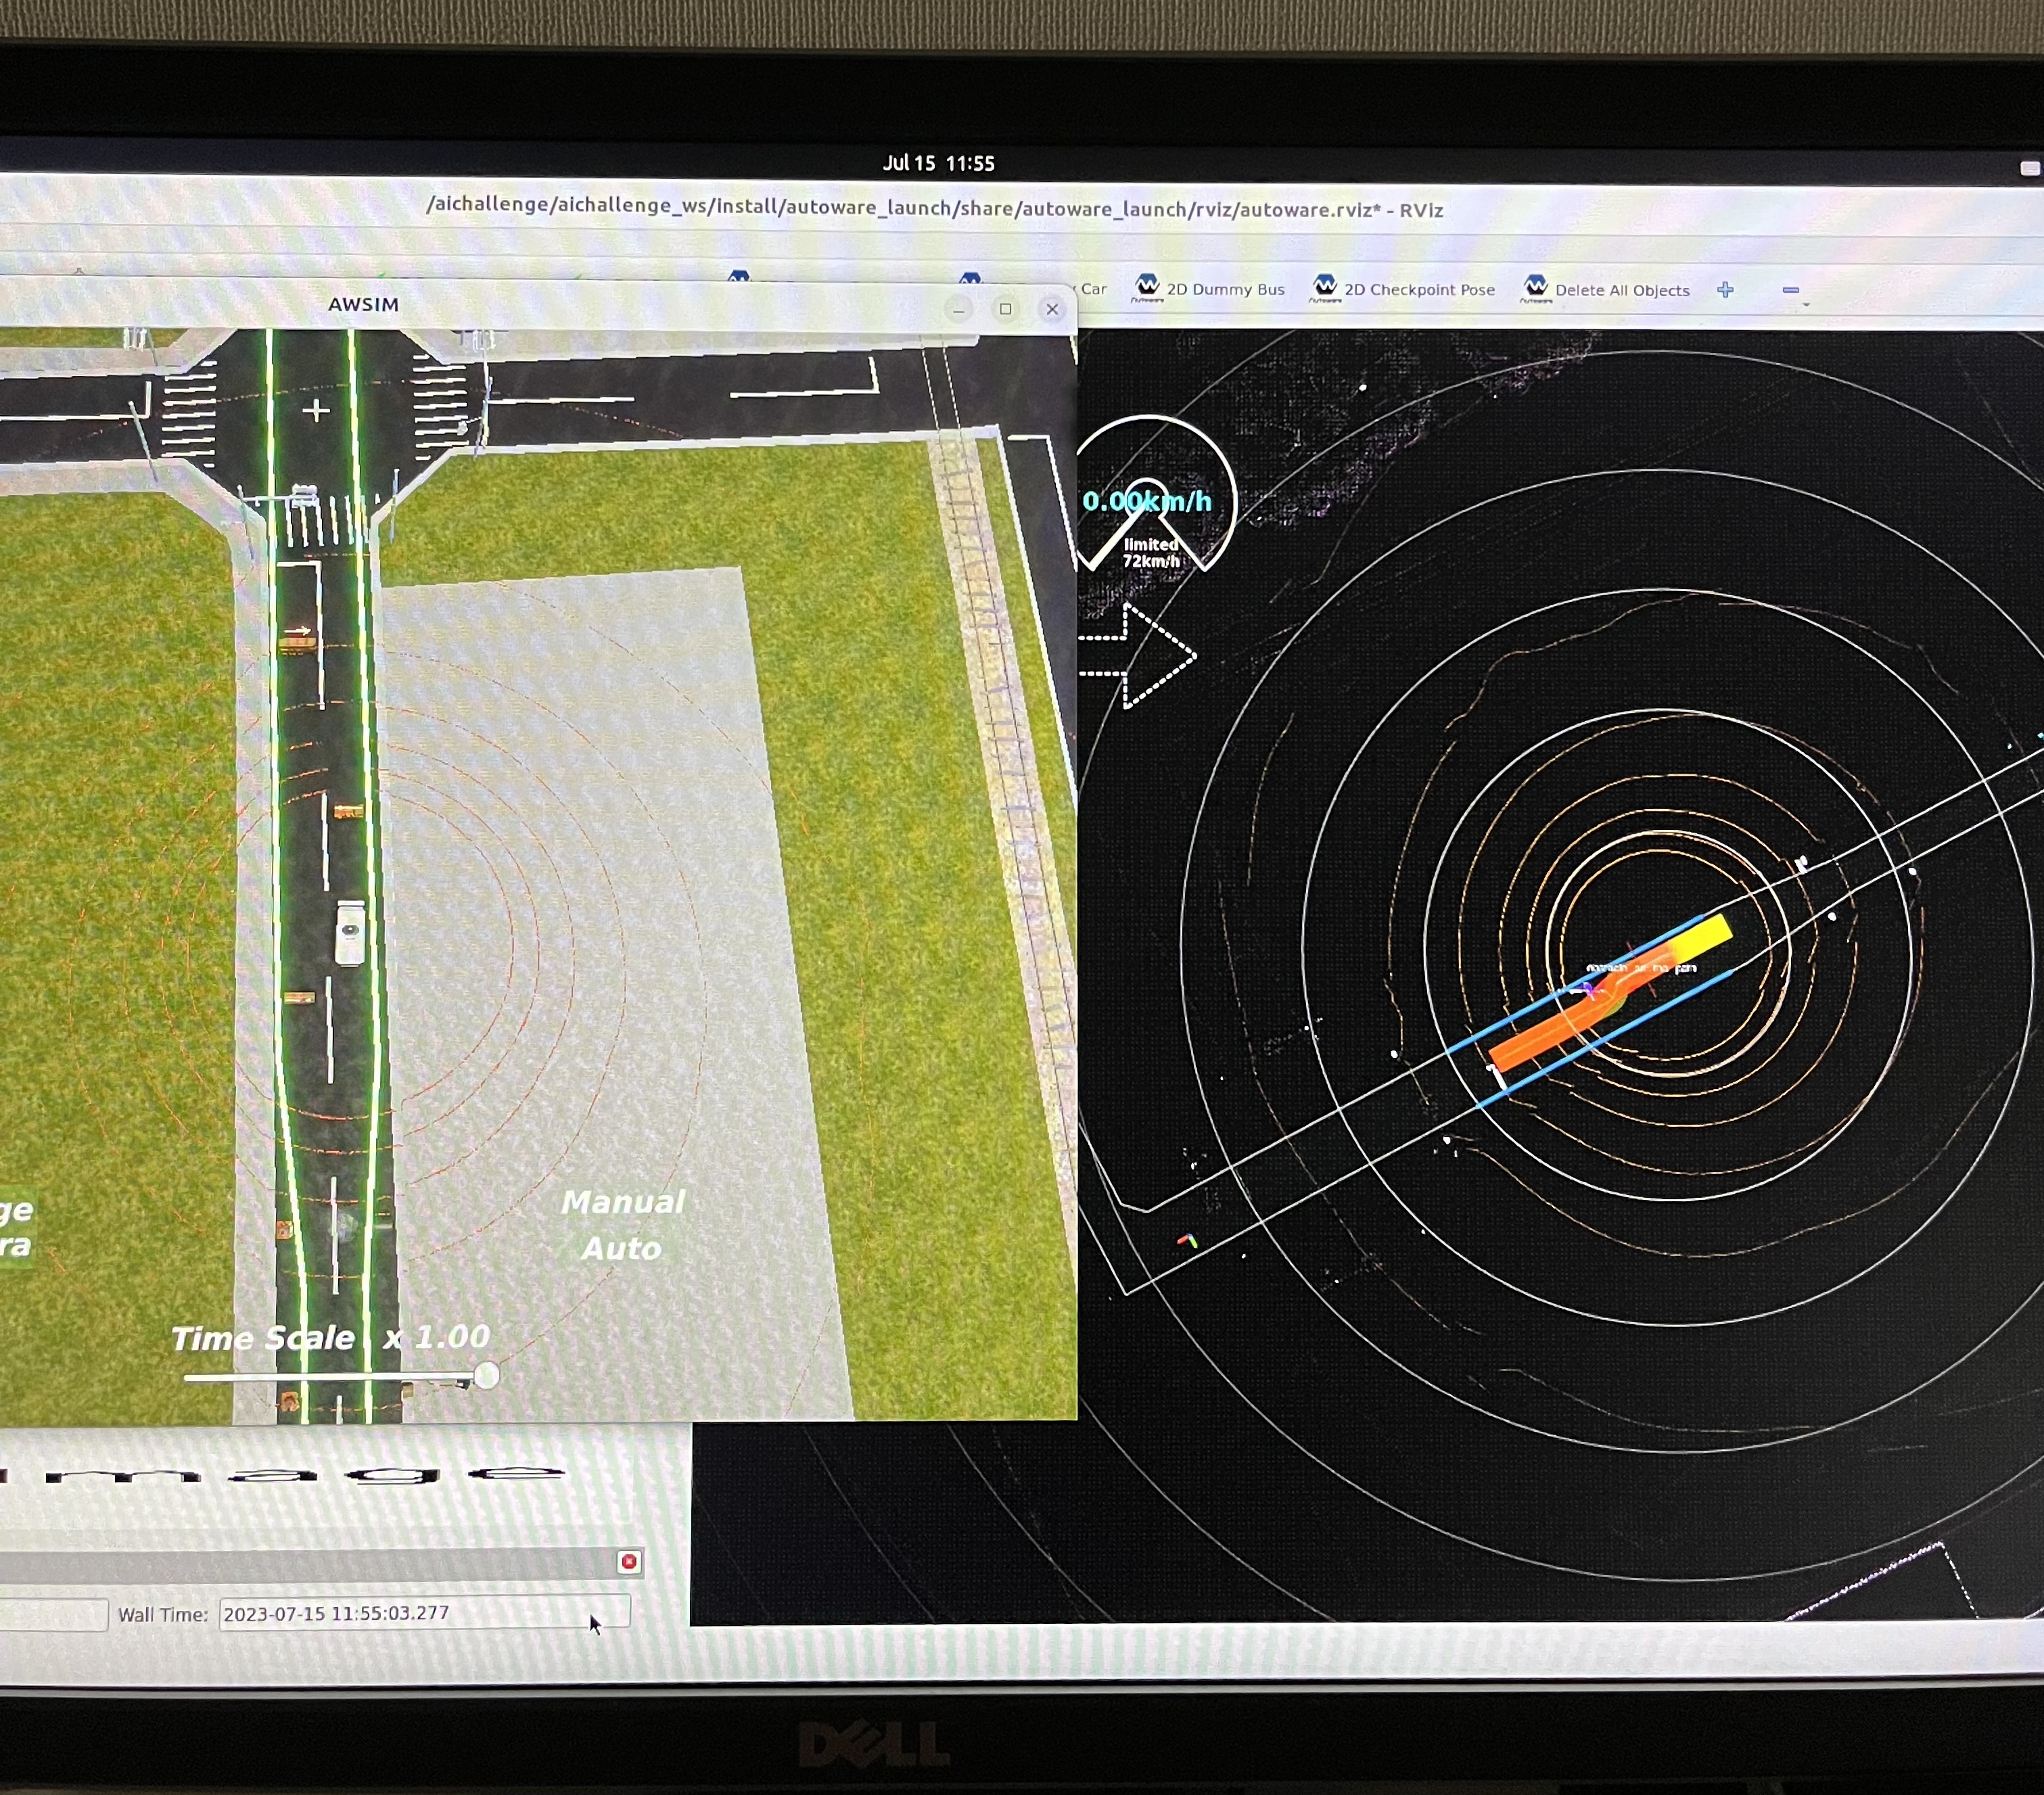 Jul 15 11:55
/aichallenge/aichallenge_ws/install/autoware_launch/share/autoware_launch/rviz/autoware.rviz* - RViz
Car
2D Dummy Bus
2D Checkpoint Pose
Delete All Objects
AWSIM
0.00km/h
limited
72km/h
ge
ra
Manual
Auto
Time Scale x 1.00
Wall Time: 2023-07-15 11:55:03.277
DELL